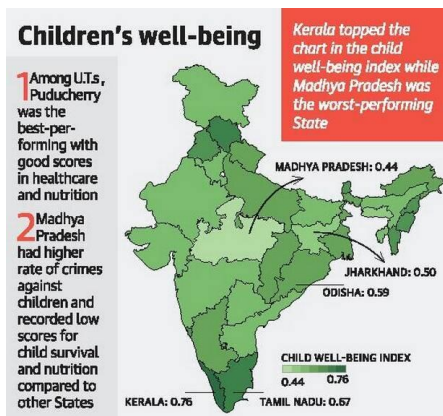 Children's well-being
Kerala topped the
chart in the child
well-being index while
Madhya Pradesh was
the worst-performing
State
1 Among U.T.s,
Puducherry
was the
best-per-
forming with
good scores
in healthcare
and nutrition
2 Madhya
Pradesh
had higher
rate of crimes
against
children and
recorded low
scores for
child survival
and nutrition
compared to
other States
MADHYA PRADESH: 0.44
JHARKHAND: 0.50
ODISHA: 0.59
CHILD WELL-BEING INDEX
0.44 0.76
KERALA: 0.76 TAMIL NADU: 0.67